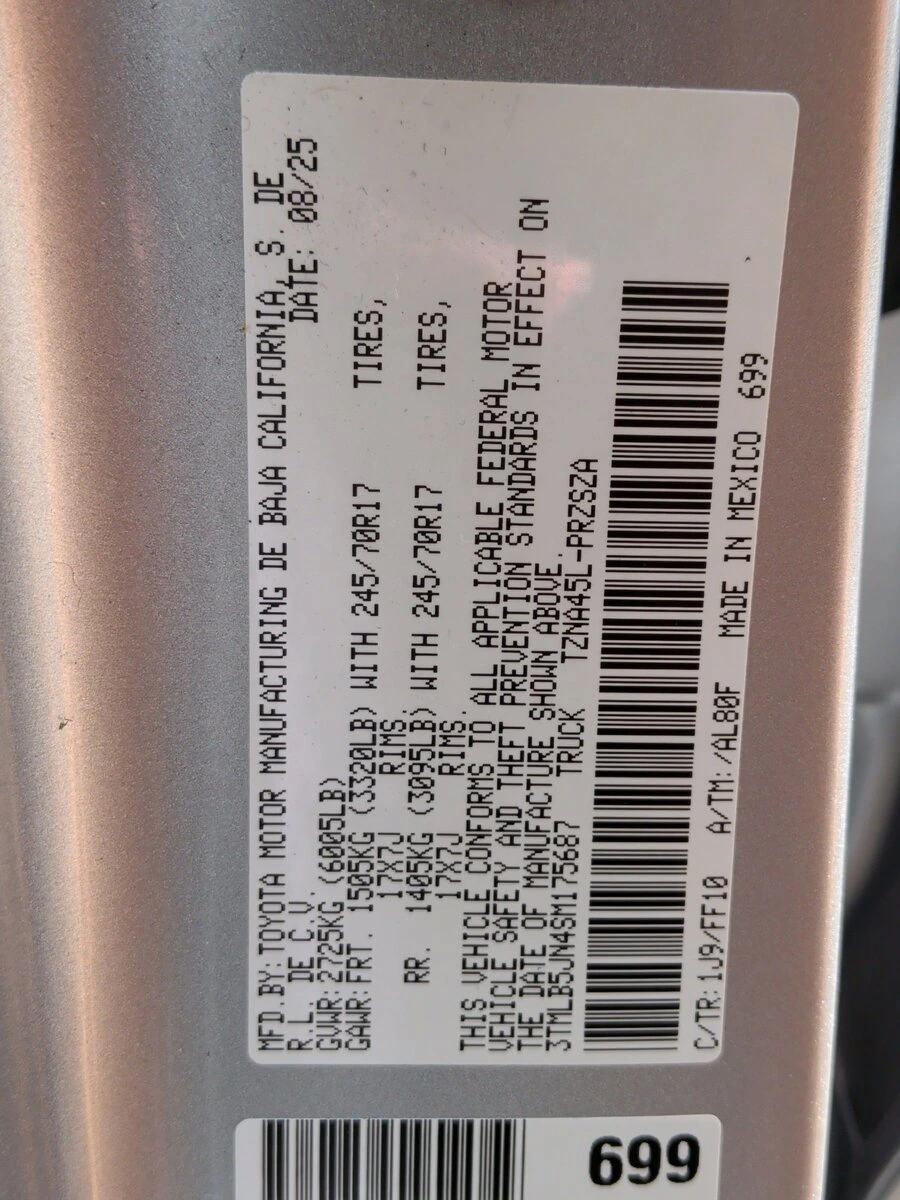 MFD.BY:TOYOTA MOTOR MANUFACTURING DE BAJA CALIFORNIA, S. DE
R.L. DE C.V. DATE: 08/25
GVWR:2725KG (6005LB)
GAWR:FRT. 1505KG (3320LB) WITH 245/70R17 TIRES,
17X7J RIMS.
RR. 1405KG (3095LB) WITH 245/70R17 TIRES,
17X7J RIMS.
THIS VEHICLE CONFORMS TO ALL APPLICABLE FEDERAL MOTOR
VEHICLE SAFETY AND THEFT PREVENTION STANDARDS IN EFFECT ON
THE DATE OF MANUFACTURE SHOWN ABOVE.
3TMLB5JN4SM175687 TRUCK TZNA45L-PRZSZA
C/TR:1J9/FF10 A/TM:/AL80F MADE IN MEXICO 699
699